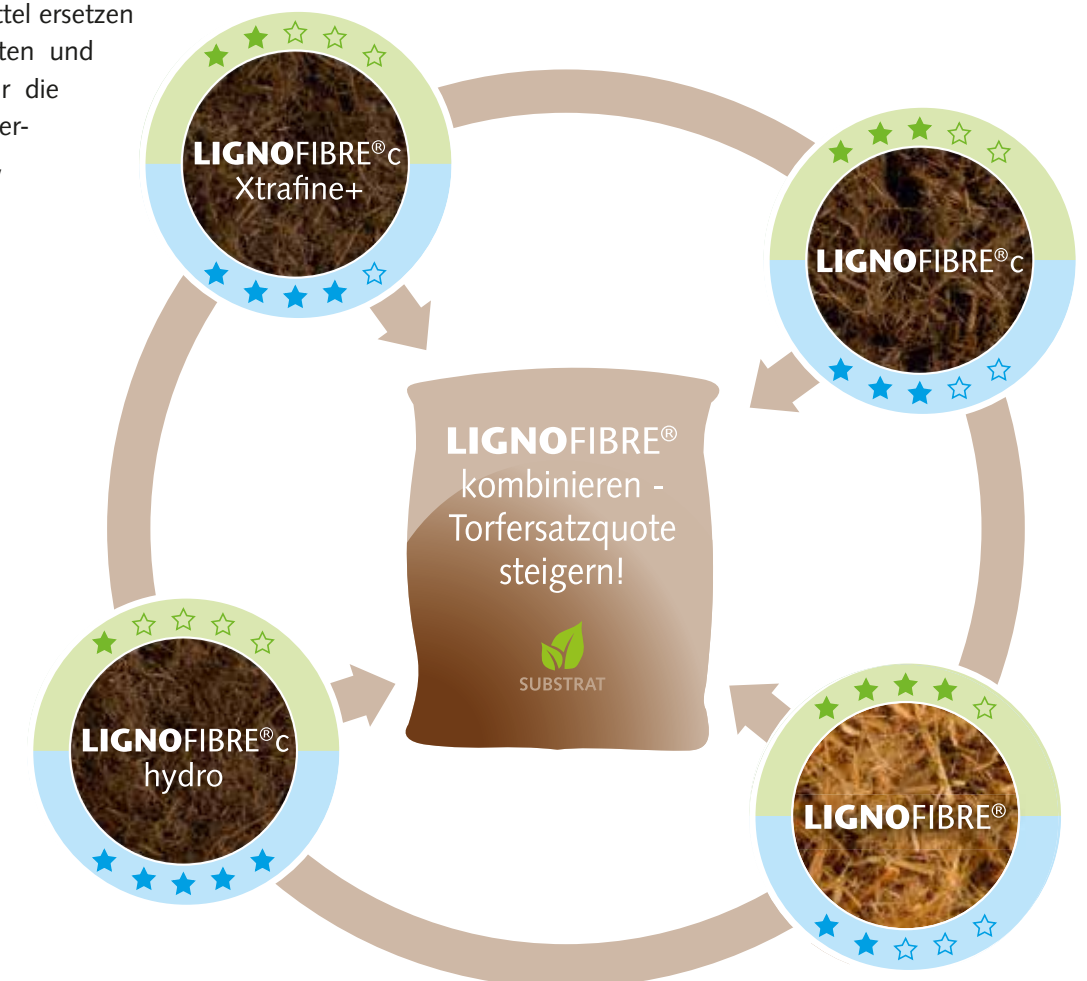 ttel ersetzen
ten und
r die
er-
LIGNOFIBRE®c
Xtrafine+
LIGNOFIBRE®c
LIGNOFIBRE®
kombinieren -
Torfersatzquote
steigern!
SUBSTRAT
LIGNOFIBRE®c
hydro
LIGNOFIBRE®